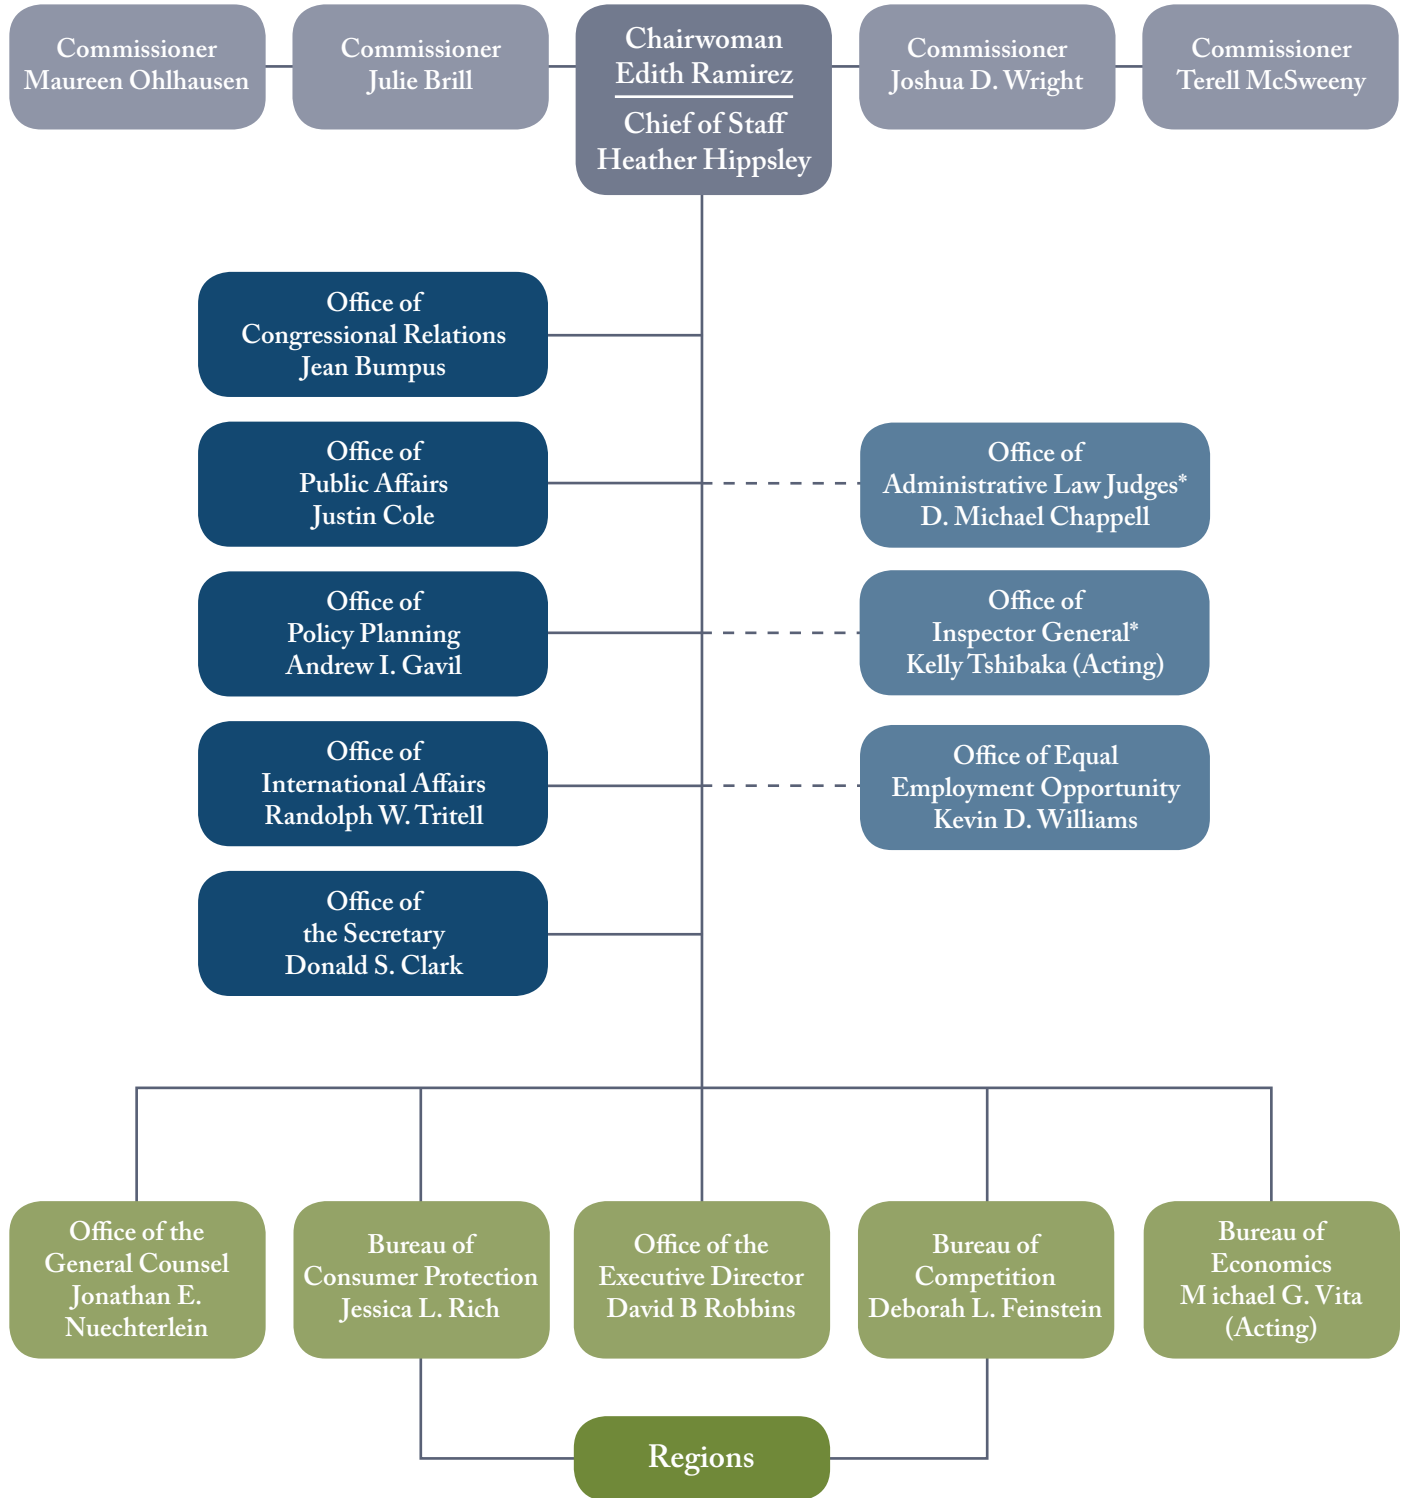 Commissioner
Maureen Ohlhausen
Commissioner
Julie Brill
Chairwoman
Edith Ramirez
Chief of Staff
Heather Hippsley
Commissioner
Joshua D. Wright
Commissioner
Terell McSweeny
Office of
Congressional Relations
Jean Bumpus
Office of
Public Affairs
Justin Cole
Office of
Administrative Law Judges*
D. Michael Chappell
Office of
Policy Planning
Andrew I. Gavil
Office of
Inspector General*
Kelly Tshibaka (Acting)
Office of
International Affairs
Randolph W. Tritell
Office of Equal
Employment Opportunity
Kevin D. Williams
Office of
the Secretary
Donald S. Clark
Office of the
General Counsel
Jonathan E.
Nuechterlein
Bureau of
Consumer Protection
Jessica L. Rich
Office of the
Executive Director
David B Robbins
Bureau of
Competition
Deborah L. Feinstein
Bureau of
Economics
M ichael G. Vita
(Acting)
Regions